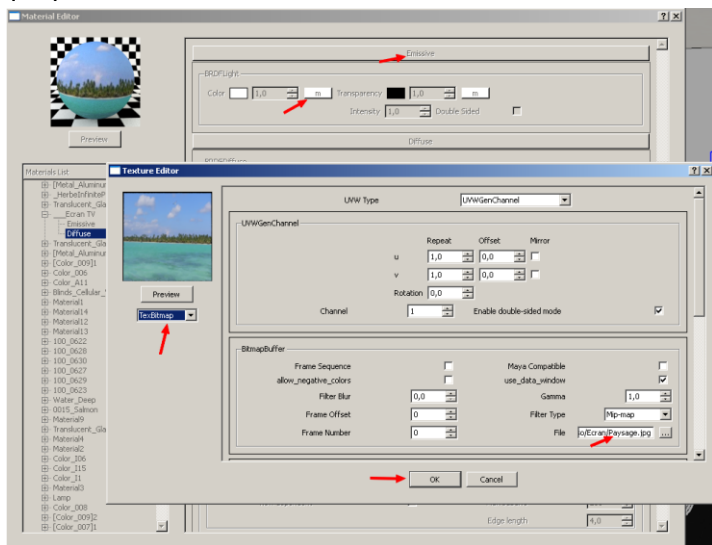 Material Editor
Emissive
BRDFLight
Color 1,0 m Transparency 1,0 m
Intensity 1,0 Double Sided
Preview
Diffuse
Materials List
[Metal_Aluminur
_HerbeInfiniteP
Translucent_Gla
___Ecran TV
Emissive
Diffuse
Translucent_Gla
[Metal_Aluminur
[Color_009]1
Color_006
Color_A11
Blinds_Cellular_
Material1
Material14
Material12
Material13
100_0622
100_0628
100_0630
100_0627
100_0629
100_0623
Water_Deep
0015_Salmon
Material9
Translucent_Gla
Material4
Material2
Color_I06
Color_I15
Color_I1
Material3
Lamp
Color_008
[Color_009]2
[Color_007]1
Texture Editor
UVW Type UVWGenChannel
UVWGenChannel
Repeat Offset Mirror
u 1,0 0,0
v 1,0 0,0
Rotation 0,0
Channel 1 Enable double-sided mode
Preview
TexBitmap
BitmapBuffer
Frame Sequence Maya Compatible
allow_negative_colors use_data_window
Filter Blur 0,0 Gamma 1,0
Frame Offset 0 Filter Type Mip-map
Frame Number 0 File o/Ecran/Paysage.jpg ...
OK Cancel
Edge length 4,0